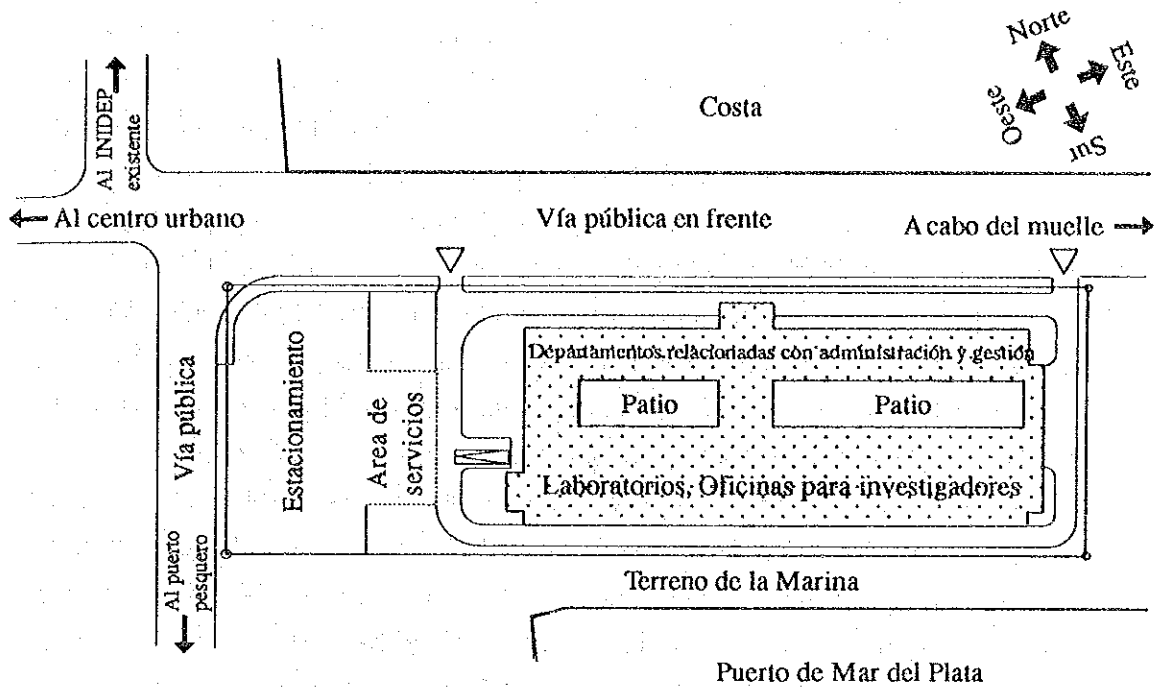 Norte
Este
Oeste
Sur
Costa
Al INIDEP
existente
Al centro urbano
Vía pública en frente
A cabo del muelle
Vía pública
Estacionamiento
Area de
servicios
Departamentos relacionadas con administración y gestión
Patio
Patio
Laboratorios, Oficinas para investigadores
Al puerto
pesquero
Terreno de la Marina
Puerto de Mar del Plata